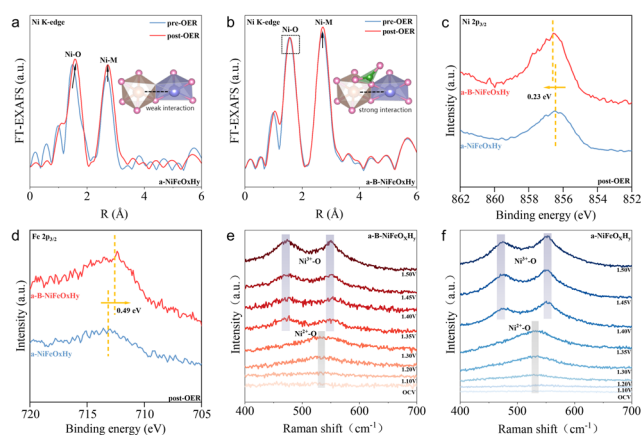 a
Ni K-edge
pre-OER
post-OER
Ni-O
Ni-M
weak interaction
a-NiFeOxHy
FT-EXAFS (a.u.)
0 1 2 3 4 5 6
R (Å)
b
Ni K-edge
pre-OER
post-OER
Ni-O
Ni-M
strong interaction
a-B-NiFeOxHy
FT-EXAFS (a.u.)
0 1 2 3 4 5 6
R (Å)
c
Ni 2p3/2
a-B-NiFeOxHy
0.23 eV
a-NiFeOxHy
post-OER
Intensity (a.u.)
862 860 858 856 854 852
Binding energy (eV)
d
Fe 2p3/2
a-B-NiFeOxHy
0.49 eV
a-NiFeOxHy
post-OER
Intensity (a.u.)
720 715 710 705
Binding energy (eV)
e
a-B-NiFeOXHy
Ni3+-O
1.50V
1.45V
1.40V
1.35V
Ni2+-O
1.30V
1.20V
1.10V
OCV
Intensity (a.u.)
400 500 600 700
Raman shift (cm-1)
f
a-NiFeOXHy
Ni3+-O
1.50V
1.45V
1.40V
Ni2+-O
1.35V
1.30V
1.20V
1.10V
OCV
Intensity (a.u.)
400 500 600 700
Raman shift (cm-1)